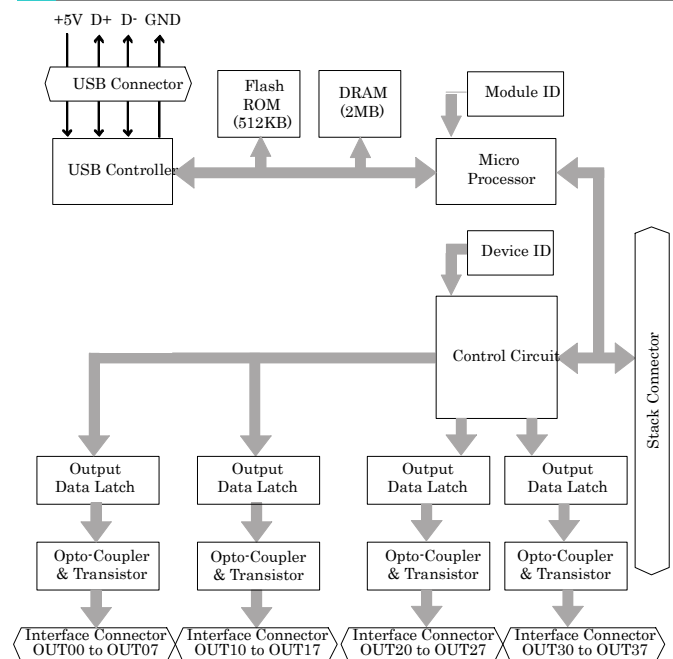 +5V D+ D- GND
USB Connector
Flash
ROM
(512KB)
DRAM
(2MB)
Module ID
USB Controller
Micro
Processor
Device ID
Control Circuit
Stack Connector
Output
Data Latch
Output
Data Latch
Output
Data Latch
Output
Data Latch
Opto-Coupler
& Transistor
Opto-Coupler
& Transistor
Opto-Coupler
& Transistor
Opto-Coupler
& Transistor
Interface Connector
OUT00 to OUT07
Interface Connector
OUT10 to OUT17
Interface Connector
OUT20 to OUT27
Interface Connector
OUT30 to OUT37